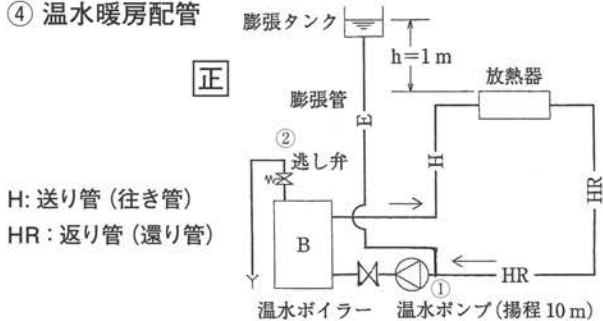 ④ 温水暖房配管
膨張タンク
h=1 m
放熱器
正
膨張管
E
②
逃し弁
H
HR
H: 送り管 (往き管)
HR：返り管 (還り管)
B
HR
①
温水ボイラー 温水ポンプ (揚程 10 m)